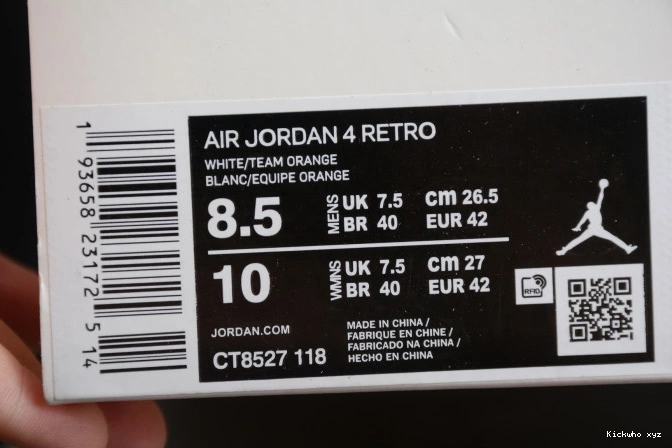 AIR JORDAN 4 RETRO
WHITE/TEAM ORANGE
BLANC/EQUIPE ORANGE
8.5
MENS
UK 7.5 cm 26.5
BR 40 EUR 42
10
WMNS
UK 7.5 cm 27
BR 40 EUR 42
JORDAN.COM
CT8527 118
MADE IN CHINA /
FABRIQUE EN CHINE /
FABRICADO NA CHINA /
HECHO EN CHINA
RFID
1 93658 23172 5 14
Kickwho xyz